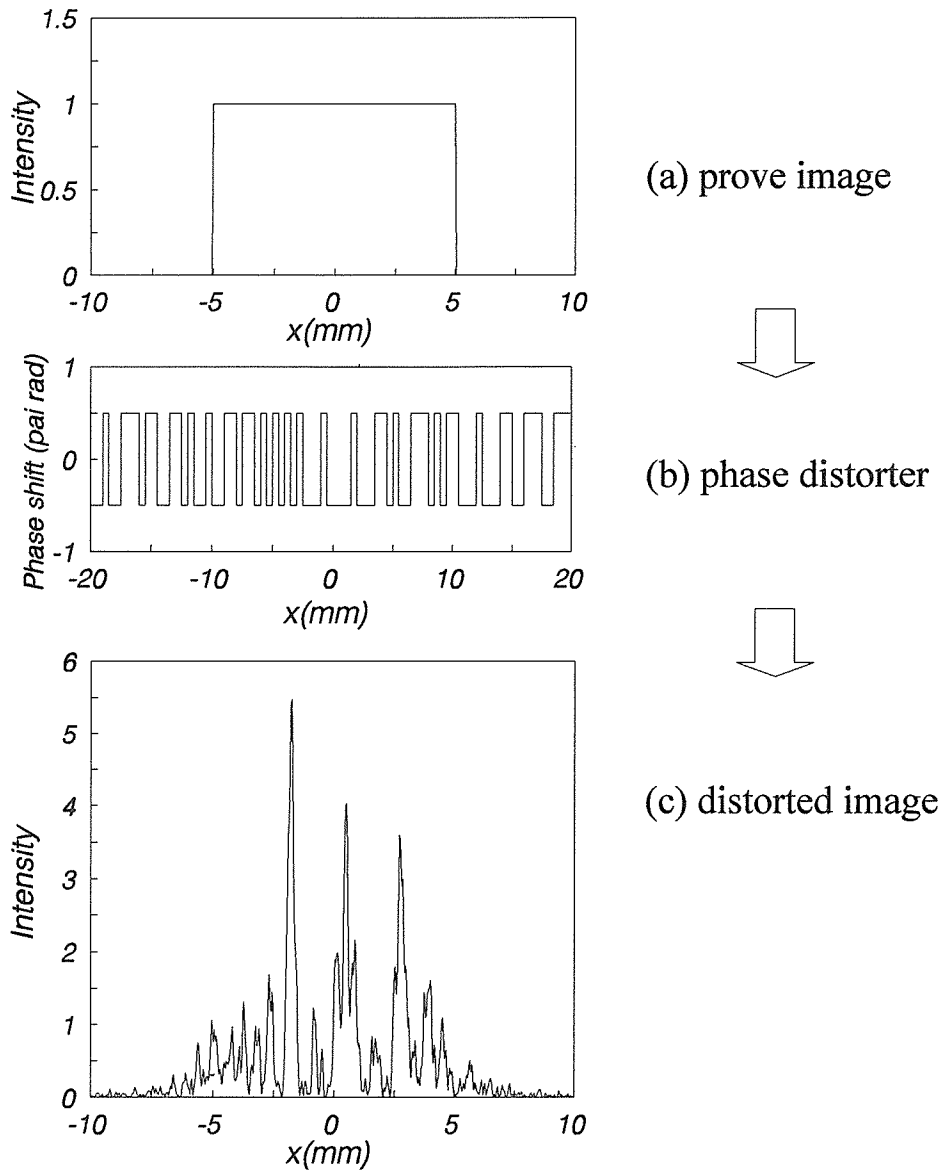 1.5
1
0.5
0
Intensity
-10 -5 0 5 10
x(mm)
(a) prove image
1
0
-1
Phase shift (pai rad)
-20 -10 0 10 20
x(mm)
(b) phase distorter
6
5
4
3
2
1
0
Intensity
-10 -5 0 5 10
x(mm)
(c) distorted image